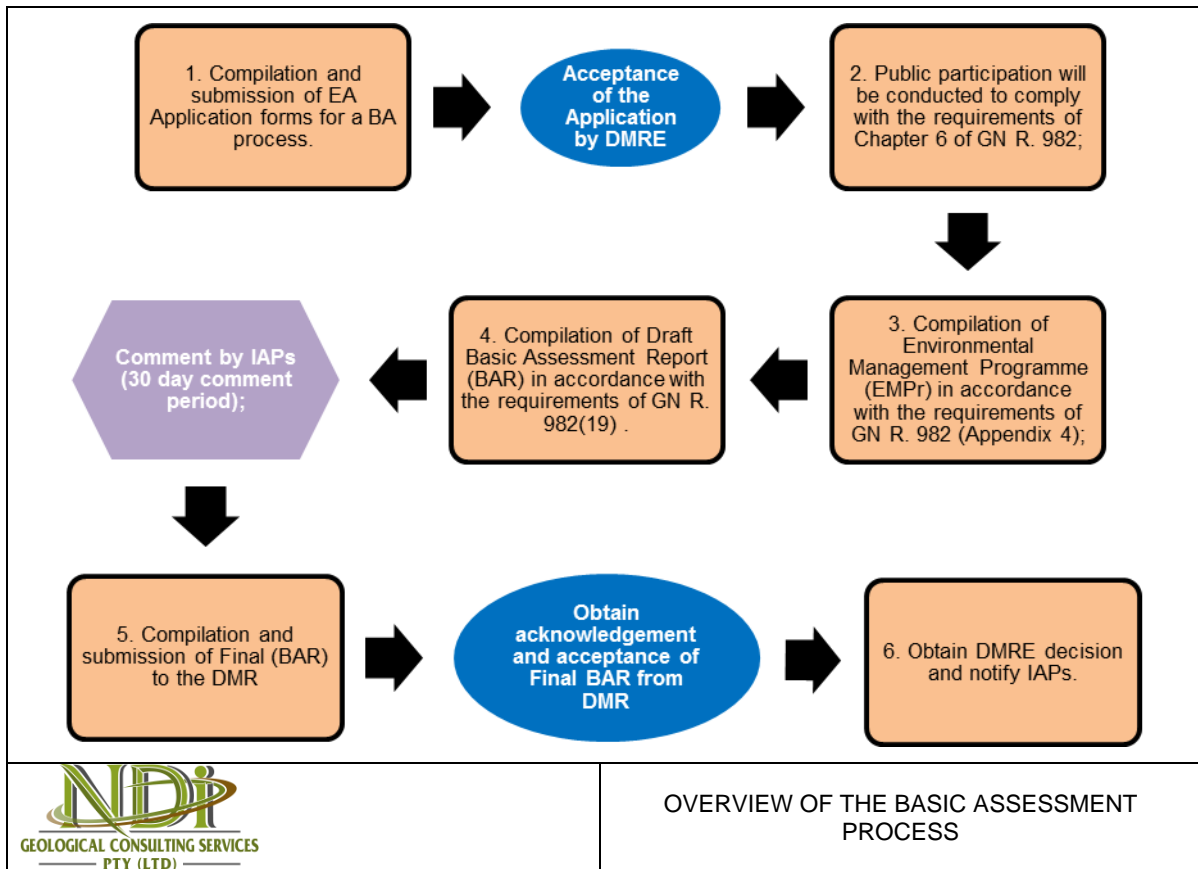 1. Compilation and
submission of EA
Application forms for a BA
process.
Acceptance
of the
Application
by DMRE
2. Public participation will
be conducted to comply
with the requirements of
Chapter 6 of GN R. 982;
3. Compilation of
Environmental
Management Programme
(EMPr) in accordance
with the requirements of
GN R. 982 (Appendix 4);
4. Compilation of Draft
Basic Assessment Report
(BAR) in accordance with
the requirements of GN R.
982(19) .
Comment by IAPs
(30 day comment
period);
5. Compilation and
submission of Final (BAR)
to the DMR
Obtain
acknowledgement
and acceptance of
Final BAR from
DMR
6. Obtain DMRE decision
and notify IAPs.
NDi
GEOLOGICAL CONSULTING SERVICES
PTY (LTD)
OVERVIEW OF THE BASIC ASSESSMENT
PROCESS